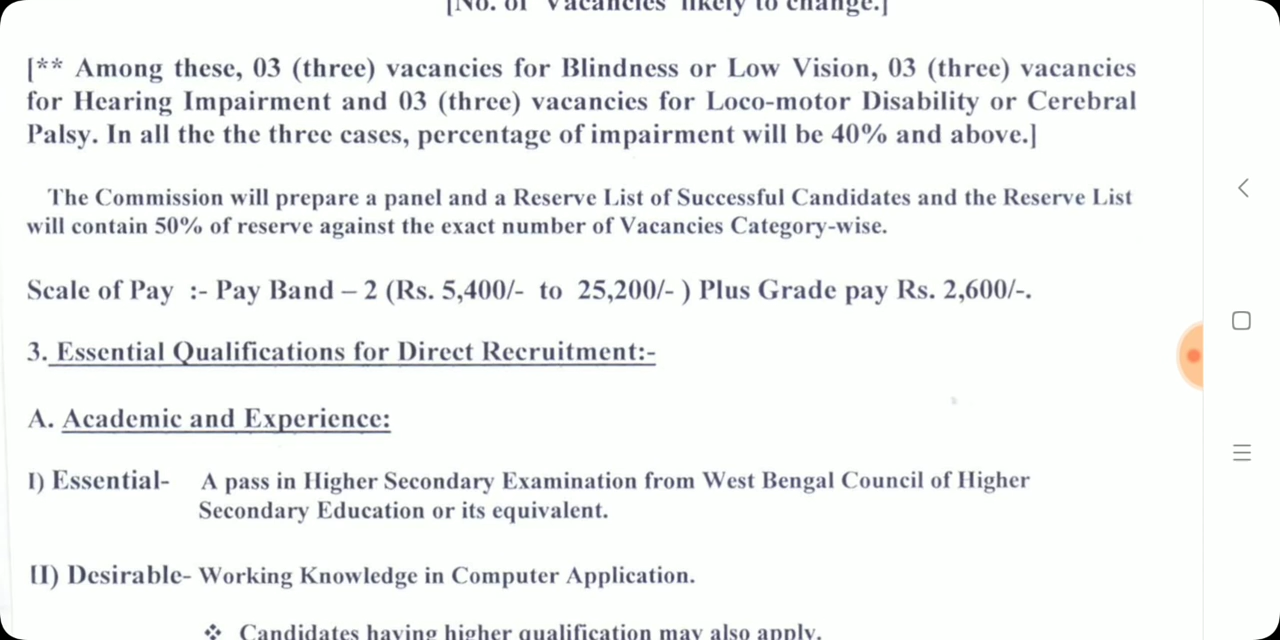 [No. of Vacancies likely to change.]
[** Among these, 03 (three) vacancies for Blindness or Low Vision, 03 (three) vacancies
for Hearing Impairment and 03 (three) vacancies for Loco-motor Disability or Cerebral
Palsy. In all the the three cases, percentage of impairment will be 40% and above.]
The Commission will prepare a panel and a Reserve List of Successful Candidates and the Reserve List
will contain 50% of reserve against the exact number of Vacancies Category-wise.
Scale of Pay :- Pay Band – 2 (Rs. 5,400/- to 25,200/- ) Plus Grade pay Rs. 2,600/-.
3. Essential Qualifications for Direct Recruitment:-
A. Academic and Experience:
I) Essential- A pass in Higher Secondary Examination from West Bengal Council of Higher
Secondary Education or its equivalent.
II) Desirable- Working Knowledge in Computer Application.
❖ Candidates having higher qualification may also apply.